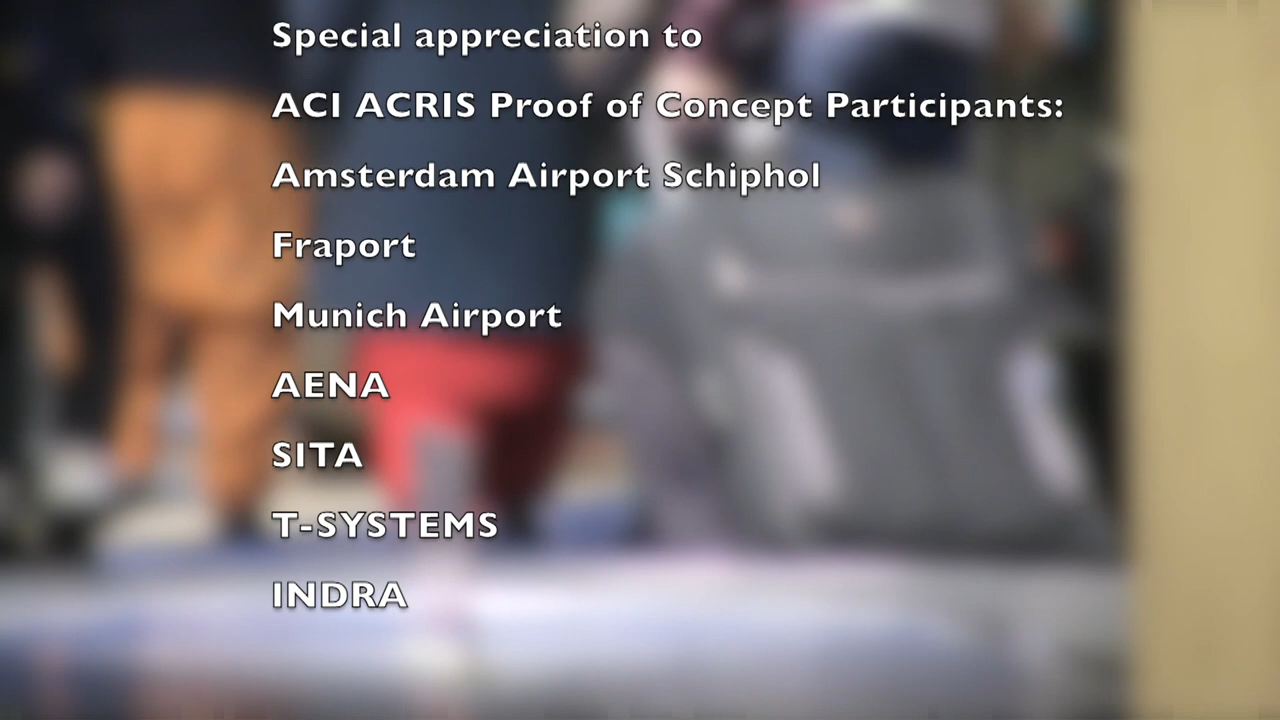 Special appreciation to
ACI ACRIS Proof of Concept Participants:
Amsterdam Airport Schiphol
Fraport
Munich Airport
AENA
SITA
T-SYSTEMS
INDRA